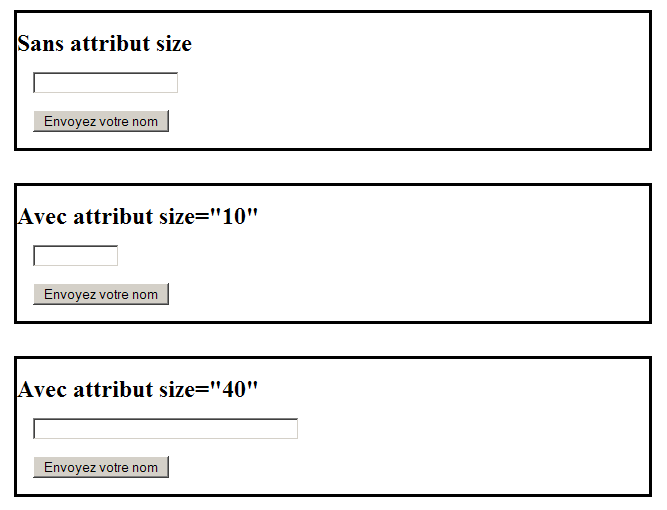 Sans attribut size
Envoyez votre nom
Avec attribut size="10"
Envoyez votre nom
Avec attribut size="40"
Envoyez votre nom